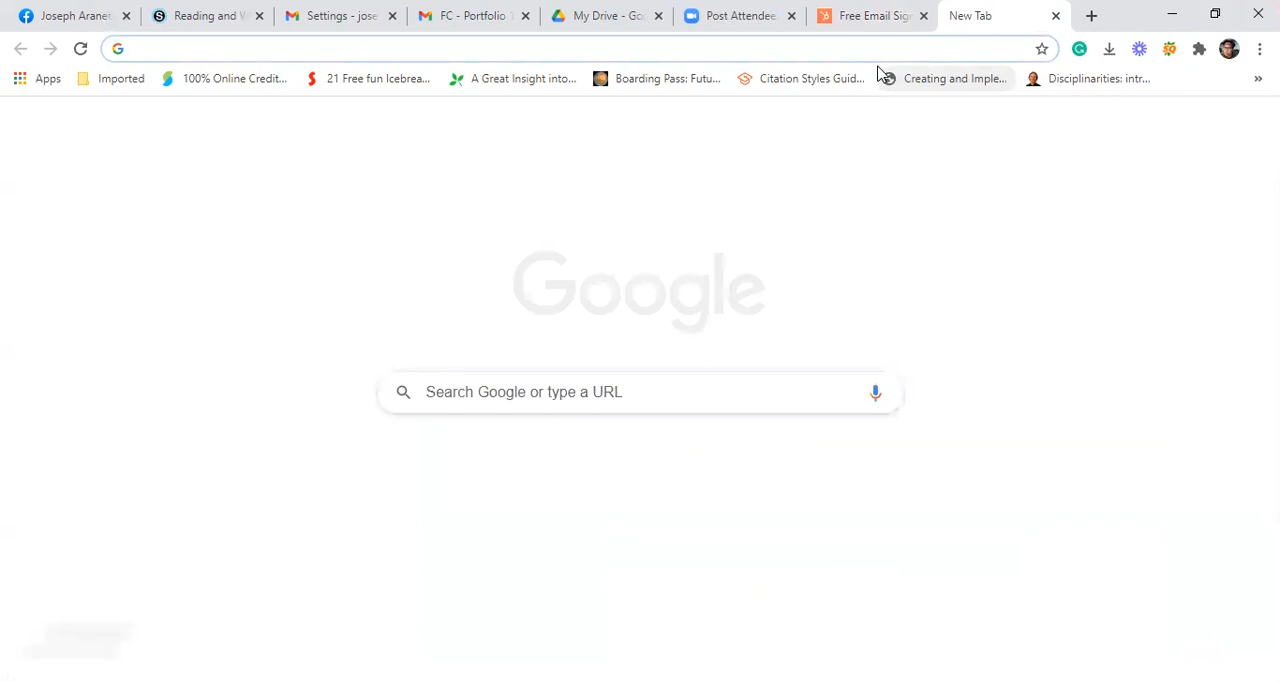 Joseph Aranet
Reading and W
Settings - jose
FC - Portfolio
My Drive - Goo
Post Attendee
Free Email Sig
New Tab
Apps
Imported
100% Online Credit...
21 Free fun Icebrea...
A Great Insight into...
Boarding Pass: Futu...
Citation Styles Guid...
Creating and Imple...
Disciplinarities: intr...
Google
Search Google or type a URL